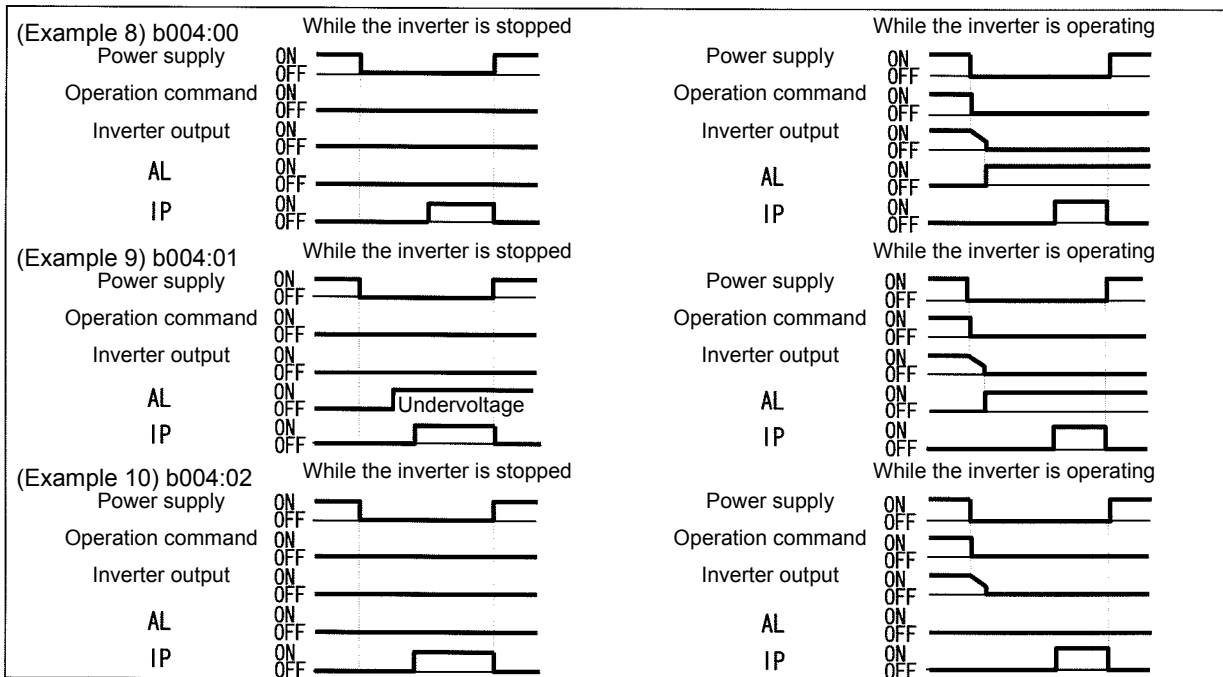 (Example 8) b004:00
While the inverter is stopped
While the inverter is operating
Power supply ON OFF
Power supply ON OFF
Operation command ON OFF
Operation command ON OFF
Inverter output ON OFF
Inverter output ON OFF
AL ON OFF
AL ON OFF
IP ON OFF
IP ON OFF
(Example 9) b004:01
While the inverter is stopped
While the inverter is operating
Power supply ON OFF
Power supply ON OFF
Operation command ON OFF
Operation command ON OFF
Inverter output ON OFF
Inverter output ON OFF
AL ON OFF Undervoltage
AL ON OFF
IP ON OFF
IP ON OFF
(Example 10) b004:02
While the inverter is stopped
While the inverter is operating
Power supply ON OFF
Power supply ON OFF
Operation command ON OFF
Operation command ON OFF
Inverter output ON OFF
Inverter output ON OFF
AL ON OFF
AL ON OFF
IP ON OFF
IP ON OFF